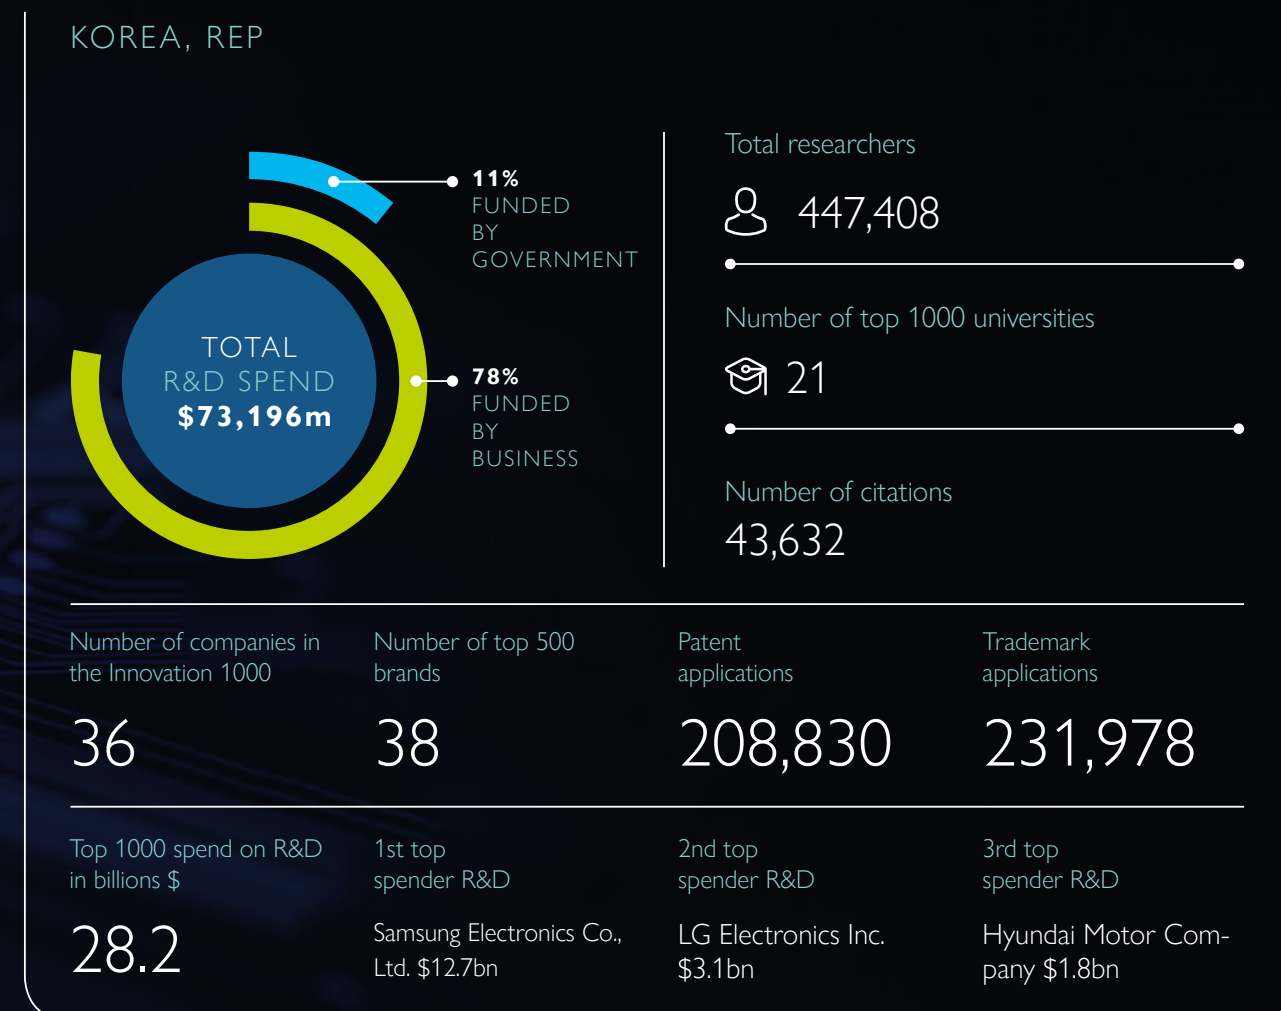 KOREA, REP
11%
FUNDED
BY
GOVERNMENT
TOTAL
R&D SPEND
$73,196m
78%
FUNDED
BY
BUSINESS
Total researchers
447,408
Number of top 1000 universities
21
Number of citations
43,632
Number of companies in
the Innovation 1000
36
Number of top 500
brands
38
Patent
applications
208,830
Trademark
applications
231,978
Top 1000 spend on R&D
in billions $
28.2
1st top
spender R&D
Samsung Electronics Co.,
Ltd. $12.7bn
2nd top
spender R&D
LG Electronics Inc.
$3.1bn
3rd top
spender R&D
Hyundai Motor Com-
pany $1.8bn